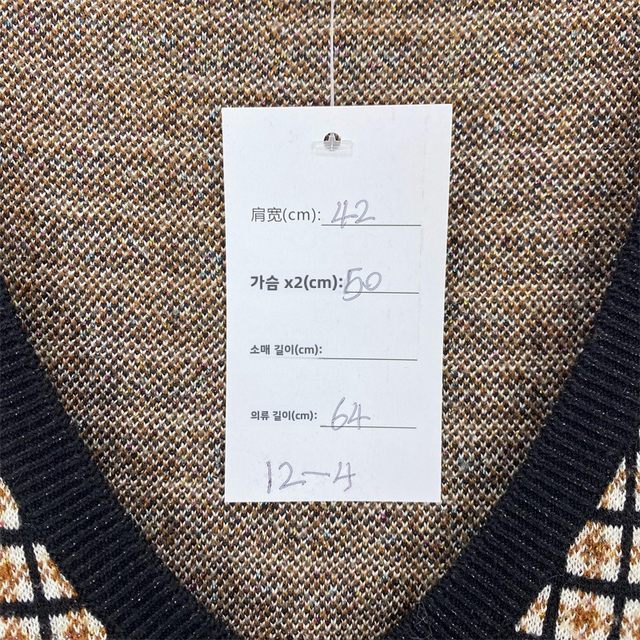 肩宽(cm): 42
가슴 x2(cm): 50
소매 길이(cm):
의류 길이(cm): 64
12-4